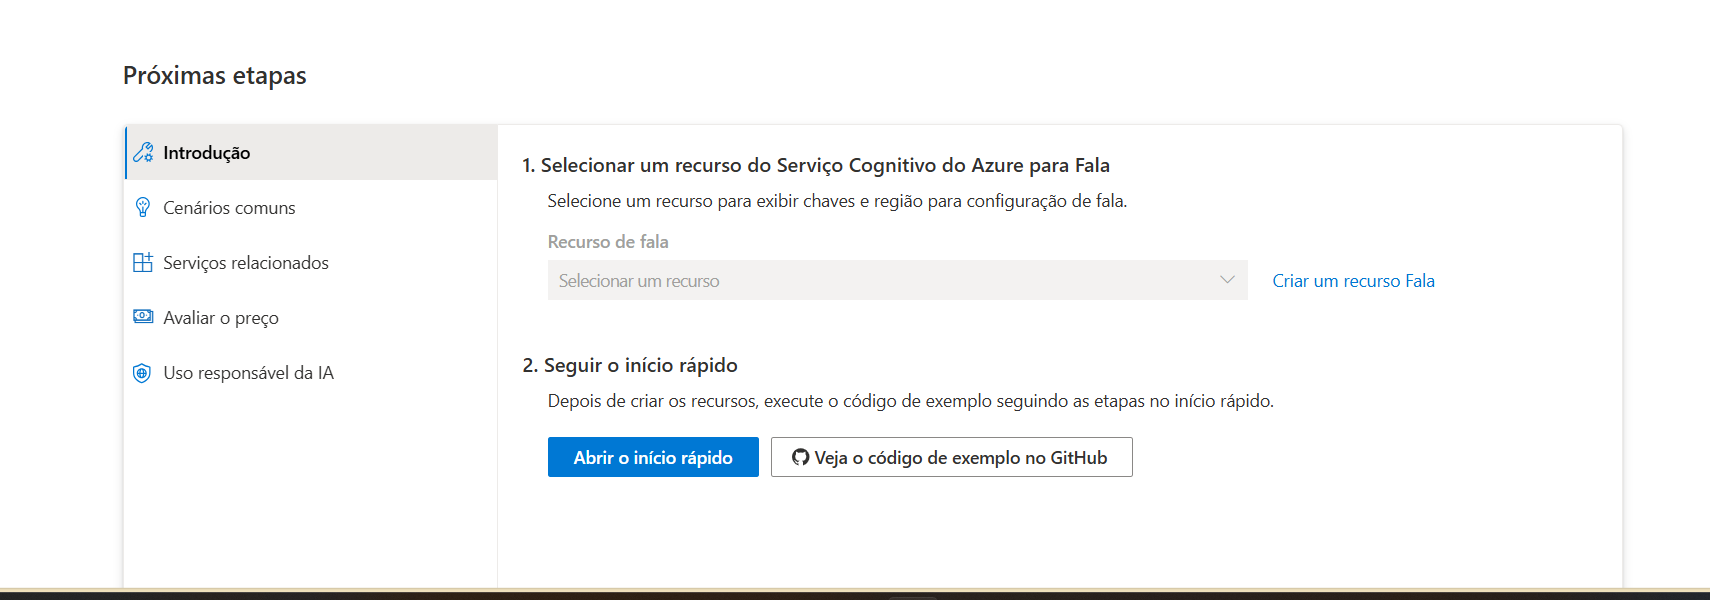 Próximas etapas
Introdução
Cenários comuns
Serviços relacionados
Avaliar o preço
Uso responsável da IA
1. Selecionar um recurso do Serviço Cognitivo do Azure para Fala
Selecione um recurso para exibir chaves e região para configuração de fala.
Recurso de fala
Selecionar um recurso
Criar um recurso Fala
2. Seguir o início rápido
Depois de criar os recursos, execute o código de exemplo seguindo as etapas no início rápido.
Abrir o início rápido
Veja o código de exemplo no GitHub